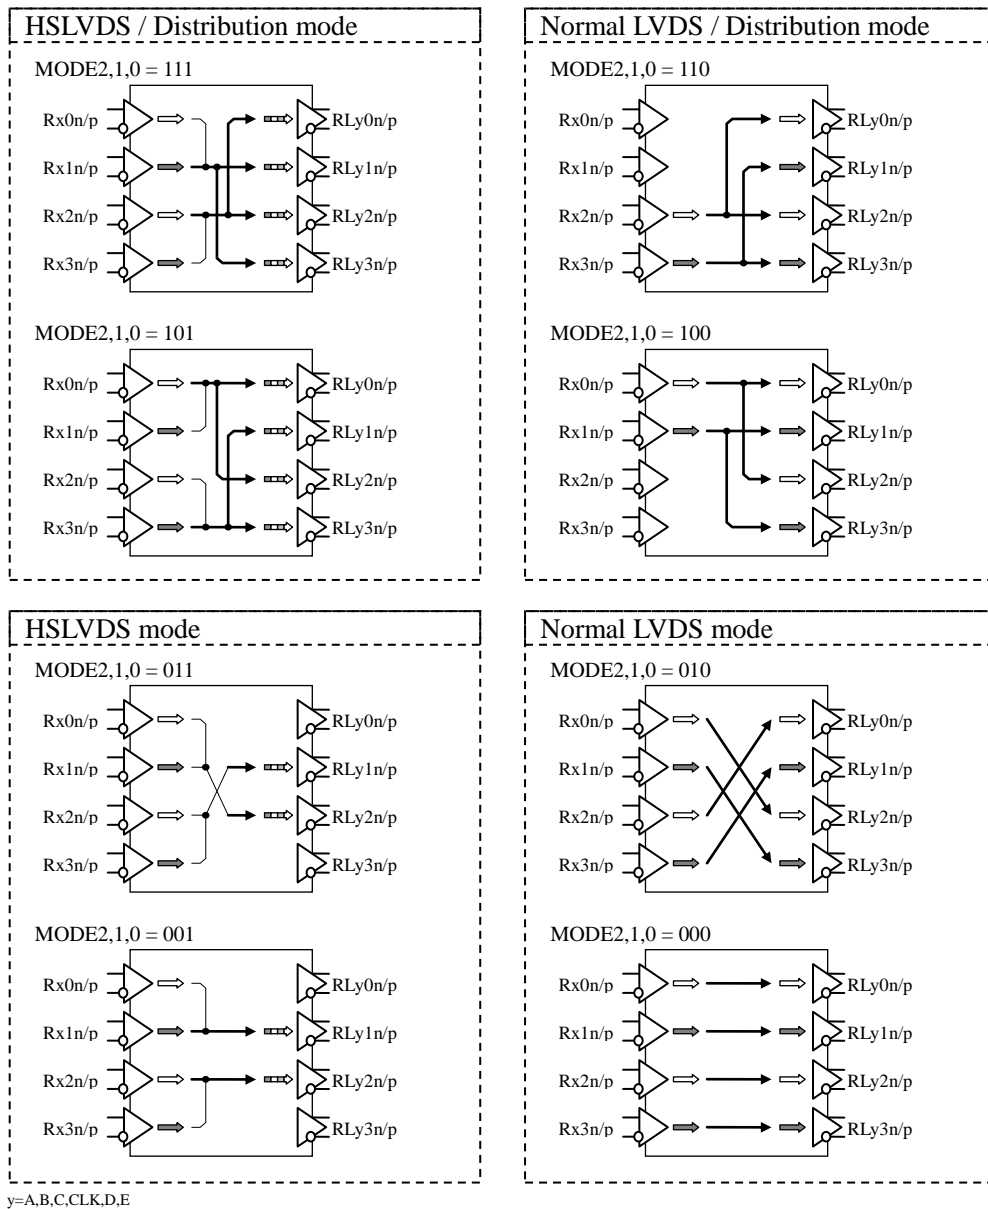 HSLVDS / Distribution mode
MODE2,1,0 = 111
Rx0n/p
RLy0n/p
Rx1n/p
RLy1n/p
Rx2n/p
RLy2n/p
Rx3n/p
RLy3n/p
MODE2,1,0 = 101
Rx0n/p
RLy0n/p
Rx1n/p
RLy1n/p
Rx2n/p
RLy2n/p
Rx3n/p
RLy3n/p
Normal LVDS / Distribution mode
MODE2,1,0 = 110
Rx0n/p
RLy0n/p
Rx1n/p
RLy1n/p
Rx2n/p
RLy2n/p
Rx3n/p
RLy3n/p
MODE2,1,0 = 100
Rx0n/p
RLy0n/p
Rx1n/p
RLy1n/p
Rx2n/p
RLy2n/p
Rx3n/p
RLy3n/p
HSLVDS mode
MODE2,1,0 = 011
Rx0n/p
RLy0n/p
Rx1n/p
RLy1n/p
Rx2n/p
RLy2n/p
Rx3n/p
RLy3n/p
MODE2,1,0 = 001
Rx0n/p
RLy0n/p
Rx1n/p
RLy1n/p
Rx2n/p
RLy2n/p
Rx3n/p
RLy3n/p
Normal LVDS mode
MODE2,1,0 = 010
Rx0n/p
RLy0n/p
Rx1n/p
RLy1n/p
Rx2n/p
RLy2n/p
Rx3n/p
RLy3n/p
MODE2,1,0 = 000
Rx0n/p
RLy0n/p
Rx1n/p
RLy1n/p
Rx2n/p
RLy2n/p
Rx3n/p
RLy3n/p
y=A,B,C,CLK,D,E